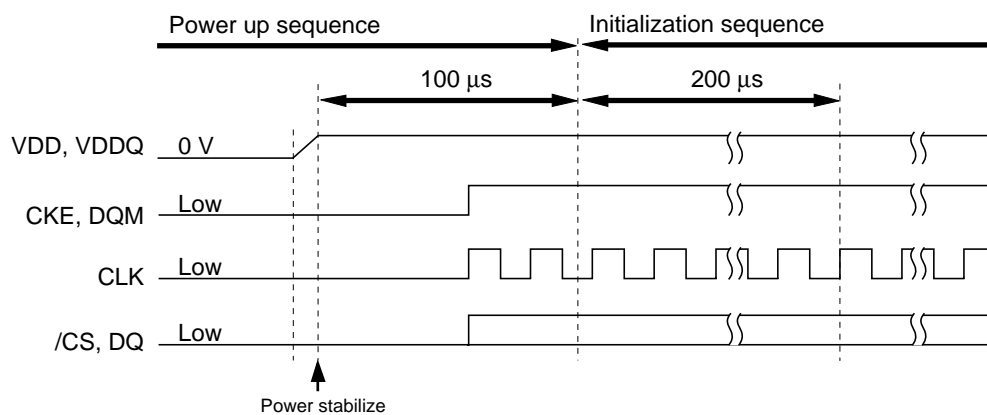 Power up sequence
Initialization sequence
100 μs
200 μs
VDD, VDDQ
0 V
CKE, DQM
Low
CLK
Low
/CS, DQ
Low
Power stabilize